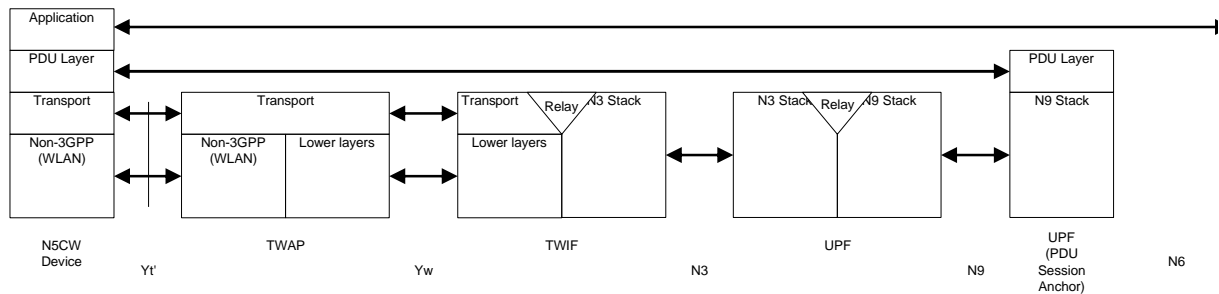 Application
PDU Layer
PDU Layer
Transport
Transport
Transport
Relay
N3 Stack
N3 Stack
Relay
N9 Stack
N9 Stack
Non-3GPP
(WLAN)
Non-3GPP
(WLAN)
Lower layers
Lower layers
N5CW
Device
Yt'
TWAP
Yw
TWIF
N3
UPF
N9
UPF
(PDU
Session
Anchor)
N6